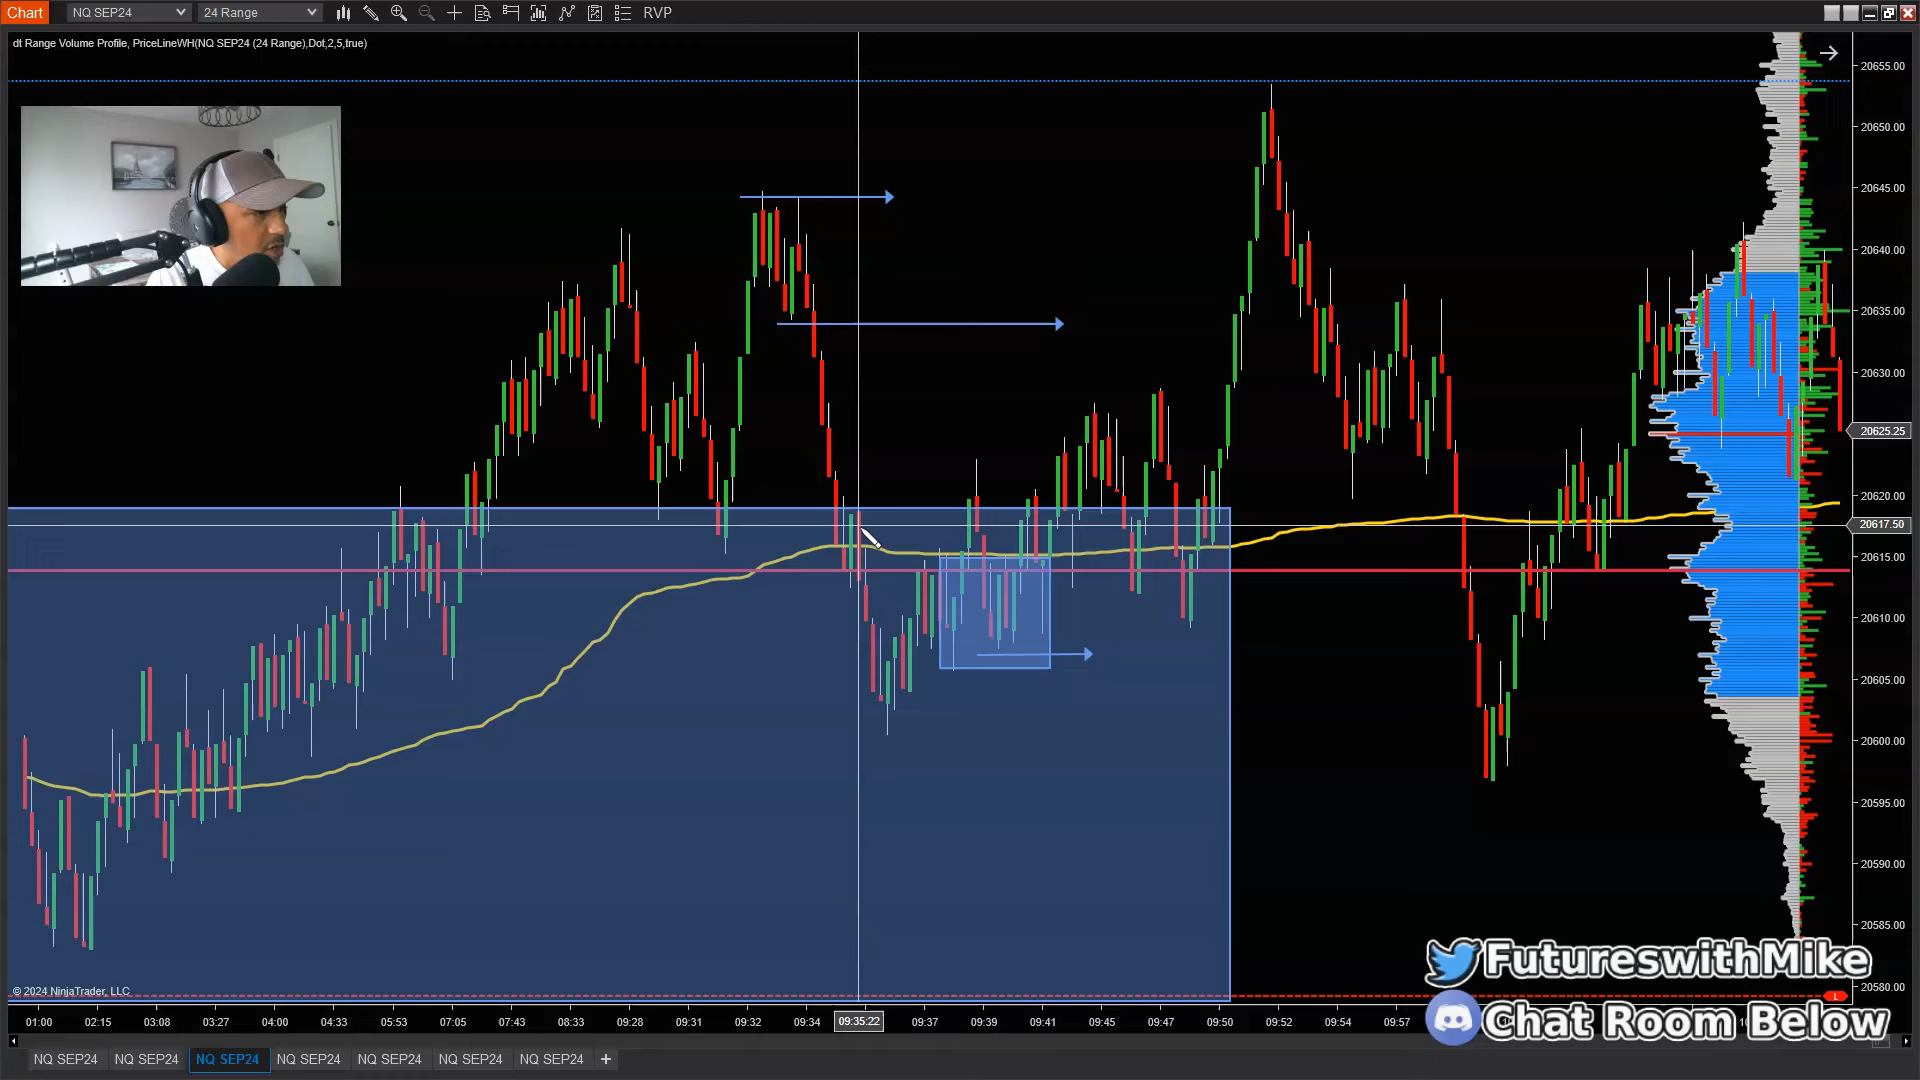 Chart NQ SEP24 24 Range RVP
dt Range Volume Profile, PriceLineWH(NQ SEP24 (24 Range),Dot,2,5,true)
20655.00
20650.00
20645.00
20640.00
20635.00
20630.00
20625.25
20620.00
20617.50
20615.00
20610.00
20605.00
20600.00
20595.00
20590.00
20585.00
20580.00
L
FutureswithMike
Chat Room Below
© 2024 NinjaTrader, LLC
01:00 02:15 03:08 03:27 04:00 04:33 05:53 07:05 07:43 08:33 09:28 09:31 09:32 09:34 09:35:22 09:37 09:39 09:41 09:45 09:47 09:50 09:52 09:54 09:57
NQ SEP24 NQ SEP24 NQ SEP24 NQ SEP24 NQ SEP24 NQ SEP24 NQ SEP24 +